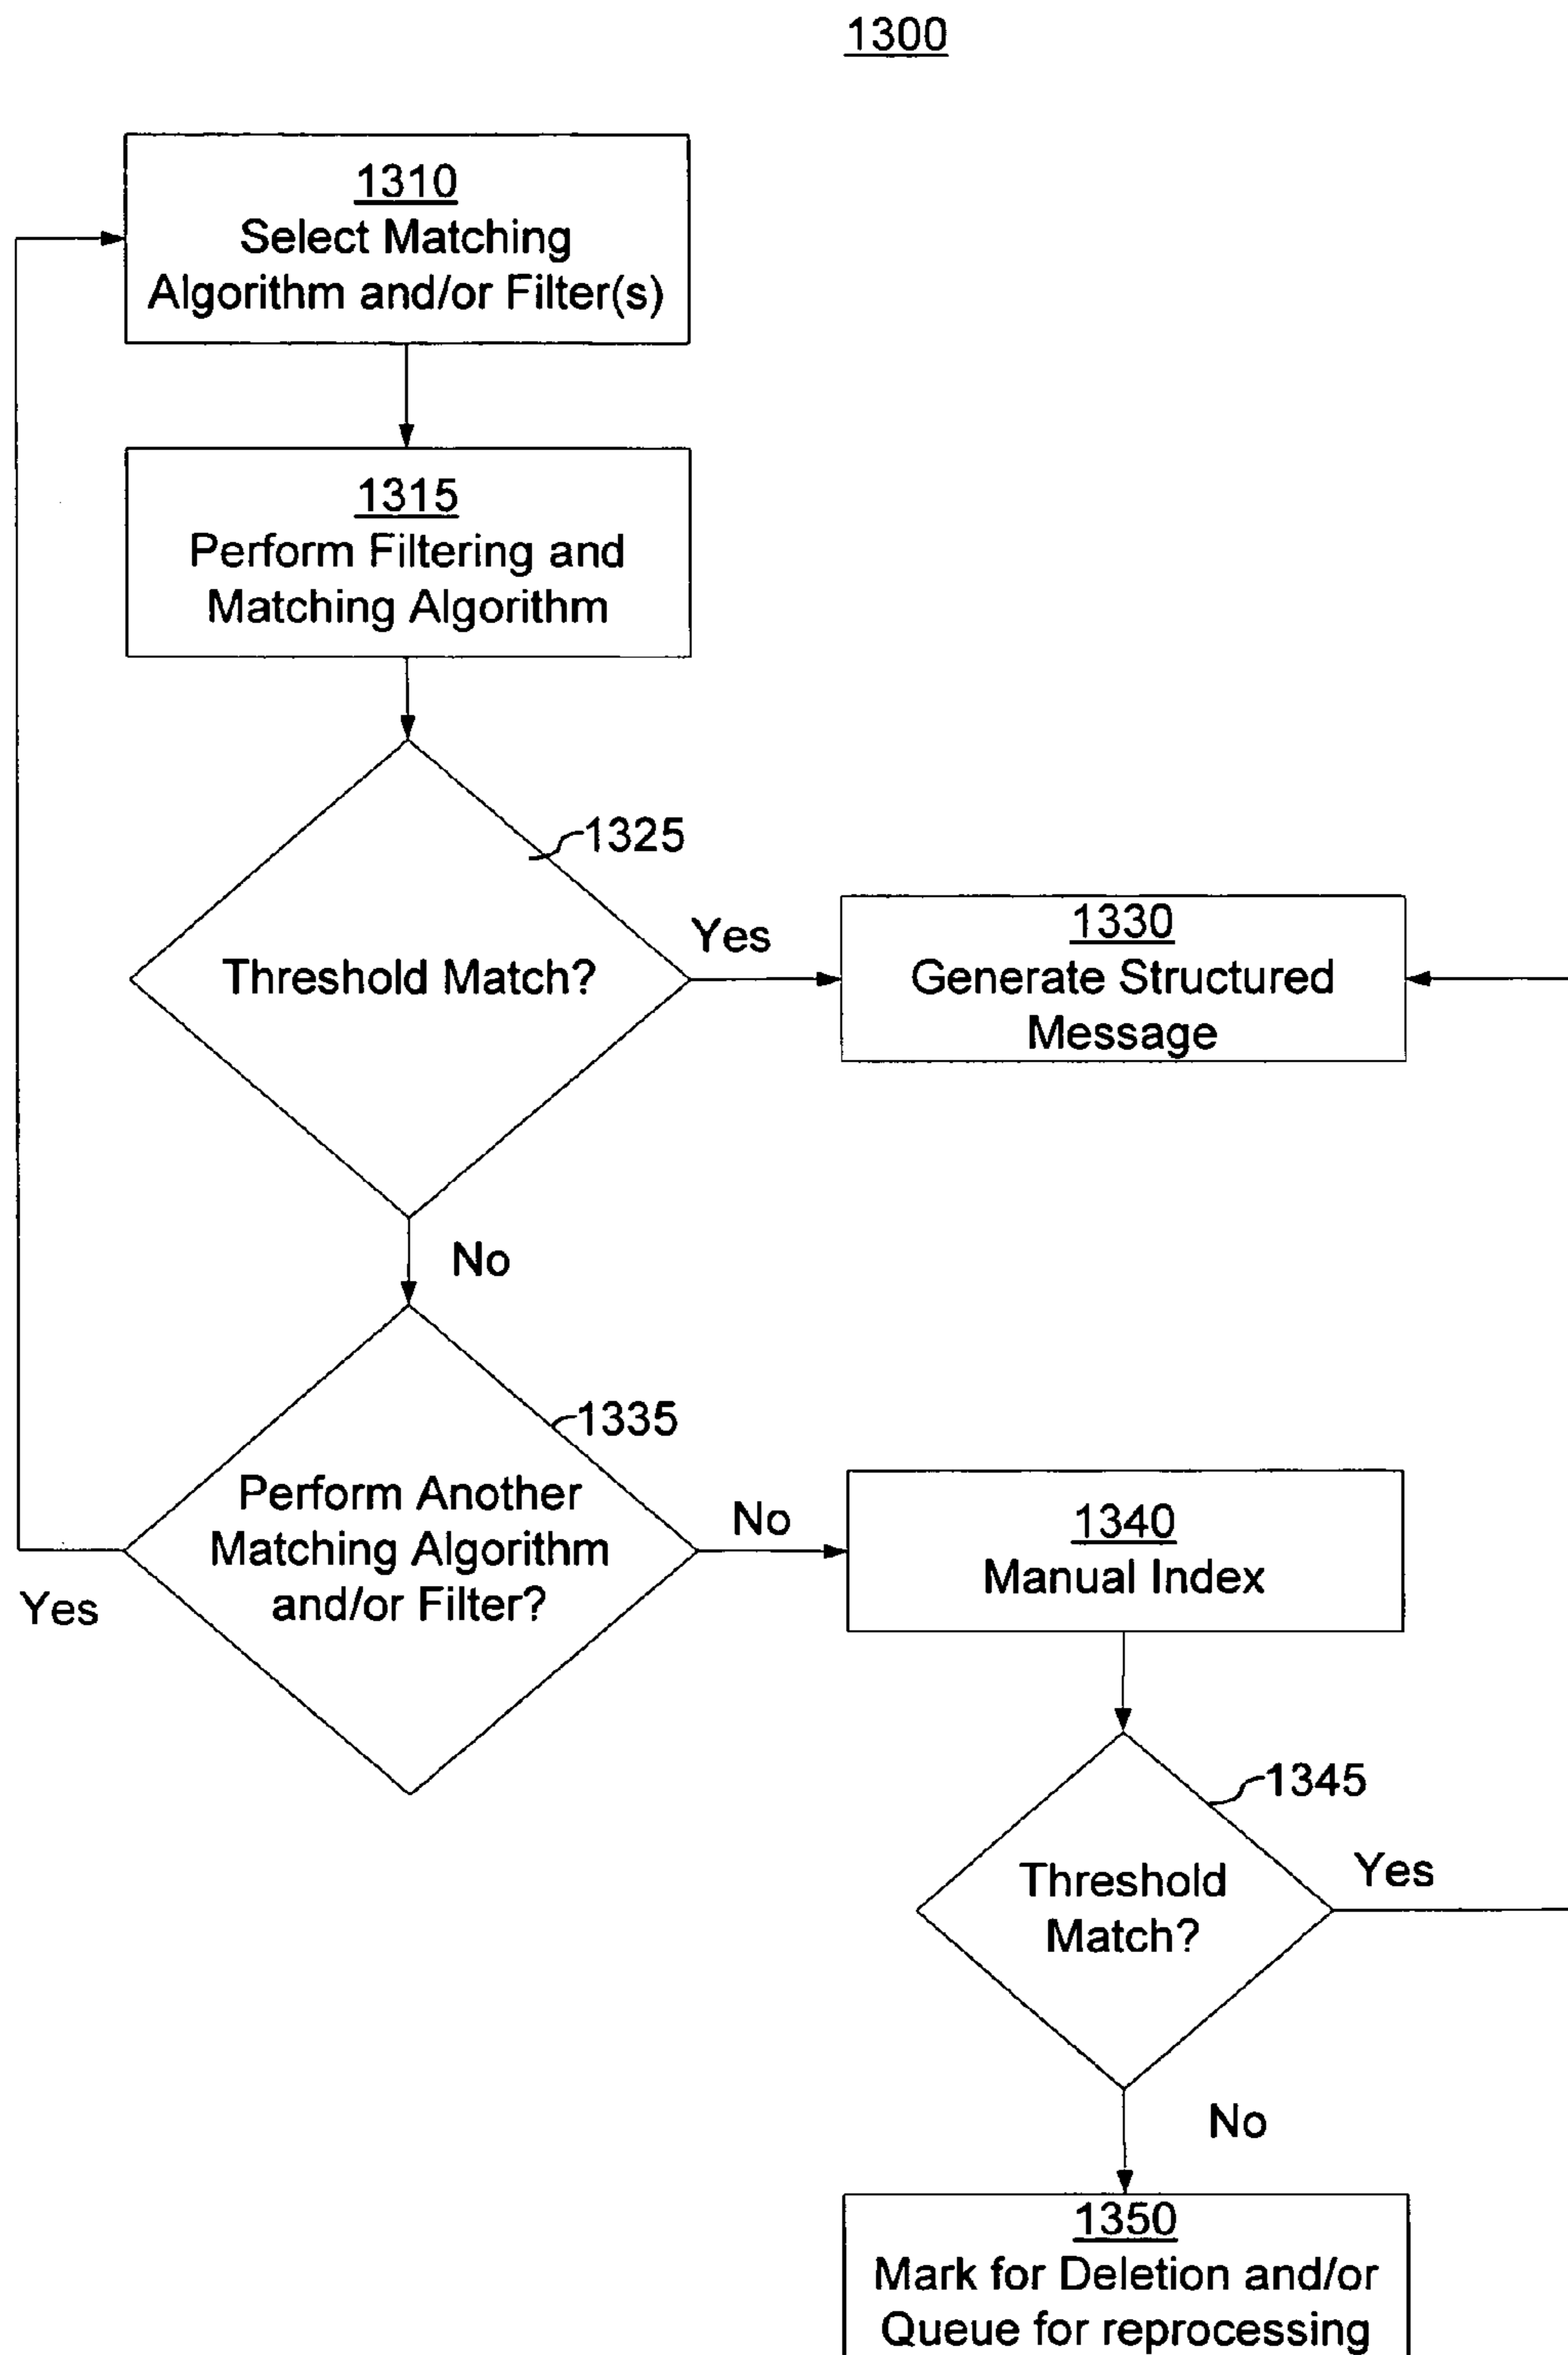 1300
1310
Select Matching
Algorithm and/or Filter(s)
1315
Perform Filtering and
Matching Algorithm
1325
Threshold Match?
Yes
1330
Generate Structured
Message
No
1335
Perform Another
Matching Algorithm
and/or Filter?
Yes
No
1340
Manual Index
1345
Threshold
Match?
Yes
No
1350
Mark for Deletion and/or
Queue for reprocessing